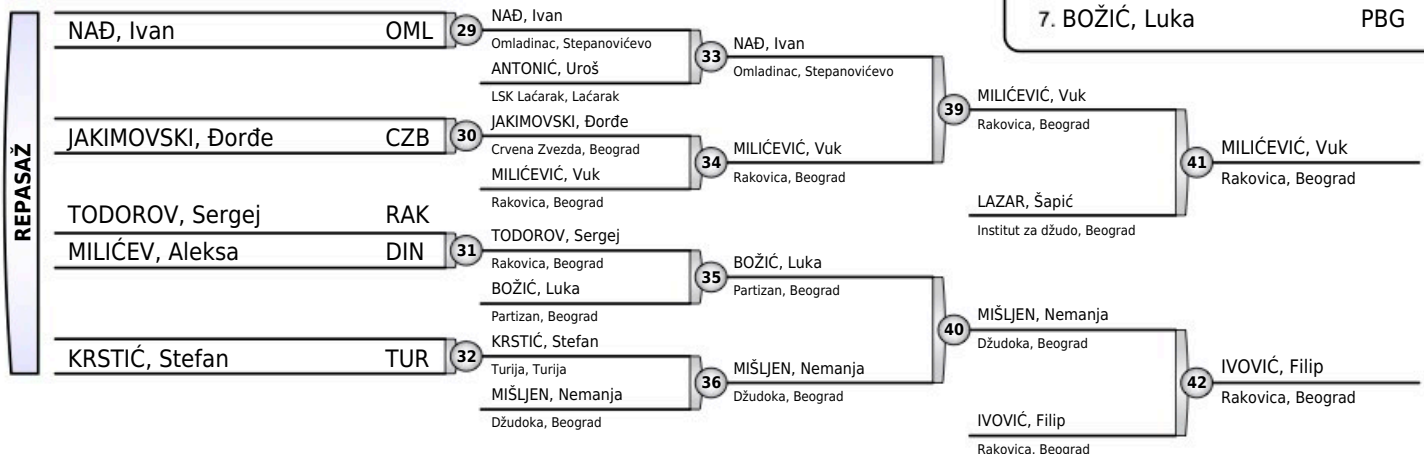 7. BOŽIĆ, Luka PBG
REPASAŽ
NAĐ, Ivan OML
JAKIMOVSKI, Đorđe CZB
TODOROV, Sergej RAK
MILIĆEV, Aleksa DIN
KRSTIĆ, Stefan TUR
29
30
31
32
NAĐ, Ivan
Omladinac, Stepanovićevo
ANTONIĆ, Uroš
LSK Laćarak, Laćarak
JAKIMOVSKI, Đorđe
Crvena Zvezda, Beograd
MILIĆEVIĆ, Vuk
Rakovica, Beograd
TODOROV, Sergej
Rakovica, Beograd
BOŽIĆ, Luka
Partizan, Beograd
KRSTIĆ, Stefan
Turija, Turija
MIŠLJEN, Nemanja
Džudoka, Beograd
33
34
35
36
NAĐ, Ivan
Omladinac, Stepanovićevo
MILIĆEVIĆ, Vuk
Rakovica, Beograd
BOŽIĆ, Luka
Partizan, Beograd
MIŠLJEN, Nemanja
Džudoka, Beograd
39
40
MILIĆEVIĆ, Vuk
Rakovica, Beograd
LAZAR, Šapić
Institut za džudo, Beograd
MIŠLJEN, Nemanja
Džudoka, Beograd
IVOVIĆ, Filip
Rakovica, Beograd
41
42
MILIĆEVIĆ, Vuk
Rakovica, Beograd
IVOVIĆ, Filip
Rakovica, Beograd